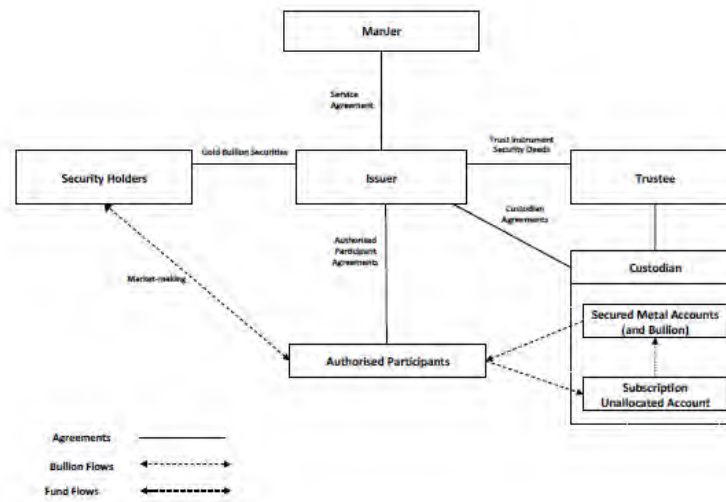 ManJer
Service
Agreement
Gold Bullion Securities
Trust Instrument
Security Deeds
Security Holders
Issuer
Trustee
Custodian
Agreements
Authorised
Participant
Agreements
Custodian
Market-making
Secured Metal Accounts
(and Bullion)
Authorised Participants
Subscription
Unallocated Account
Agreements
Bullion Flows
Fund Flows